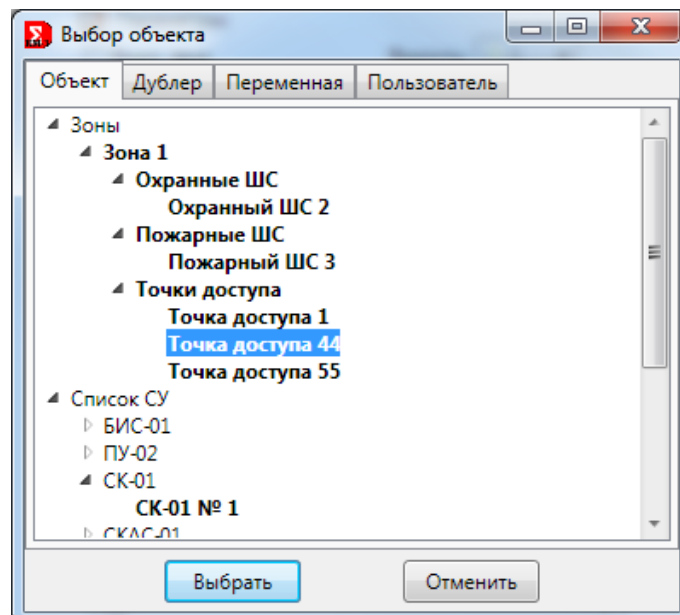 Выбор объекта
Объект Дублер Переменная Пользователь
Зоны
Зона 1
Охранные ШС
Охранный ШС 2
Пожарные ШС
Пожарный ШС 3
Точки доступа
Точка доступа 1
Точка доступа 44
Точка доступа 55
Список СУ
БИС-01
ПУ-02
СК-01
СК-01 № 1
СКАС-01
Выбрать Отменить